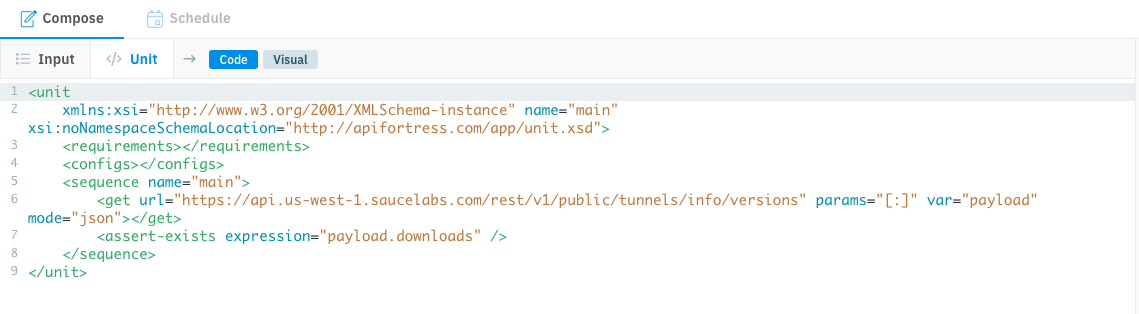 Compose Schedule
Input Unit → Code Visual
1 <unit
2 xmlns:xsi="http://www.w3.org/2001/XMLSchema-instance" name="main"
xsi:noNamespaceSchemaLocation="http://apifortress.com/app/unit.xsd">
3 <requirements></requirements>
4 <configs></configs>
5 <sequence name="main">
6 <get url="https://api.us-west-1.saucelabs.com/rest/v1/public/tunnels/info/versions" params="[:]" var="payload"
mode="json"></get>
7 <assert-exists expression="payload.downloads" />
8 </sequence>
9 </unit>